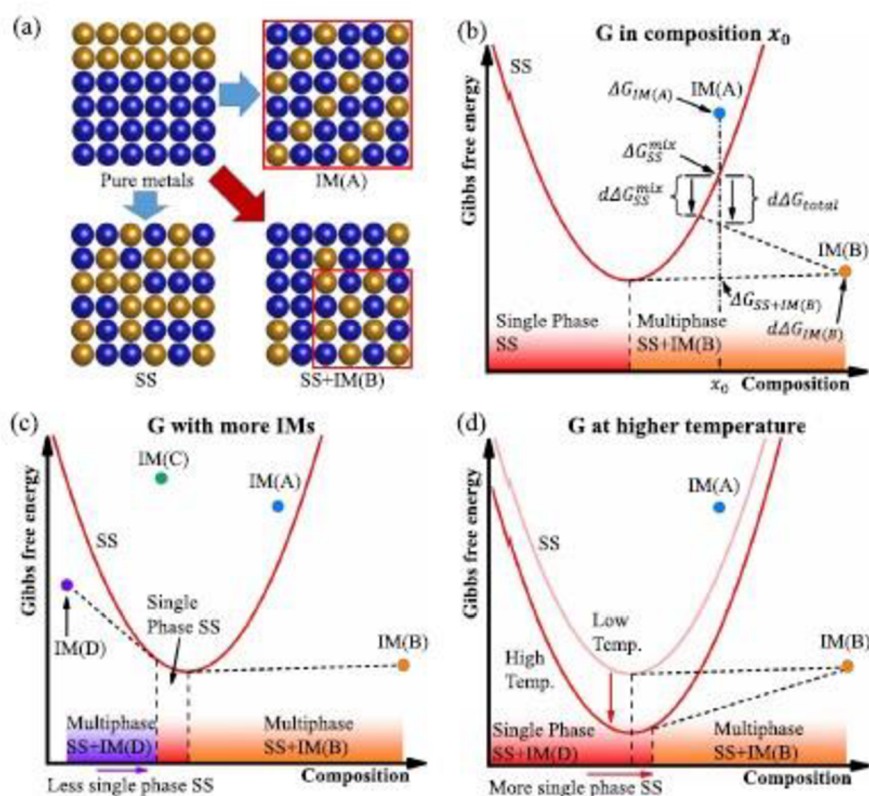 (a)
Pure metals
IM(A)
SS
SS+IM(B)
(b)
G in composition x₀
Gibbs free energy
SS
IM(A)
ΔG_IM(A)
ΔG_SS^mix
dΔG_SS^mix
dΔG_total
IM(B)
ΔG_SS+IM(B)
dΔG_IM(B)
Single Phase
SS
Multiphase
SS+IM(B)
x₀
Composition
(c)
G with more IMs
Gibbs free energy
IM(C)
IM(A)
SS
Single
Phase SS
IM(D)
IM(B)
Multiphase
SS+IM(D)
Multiphase
SS+IM(B)
Composition
Less single phase SS
(d)
G at higher temperature
Gibbs free energy
IM(A)
SS
Low
Temp.
High
Temp.
IM(B)
Single Phase
SS+IM(D)
Multiphase
SS+IM(B)
Composition
More single phase SS